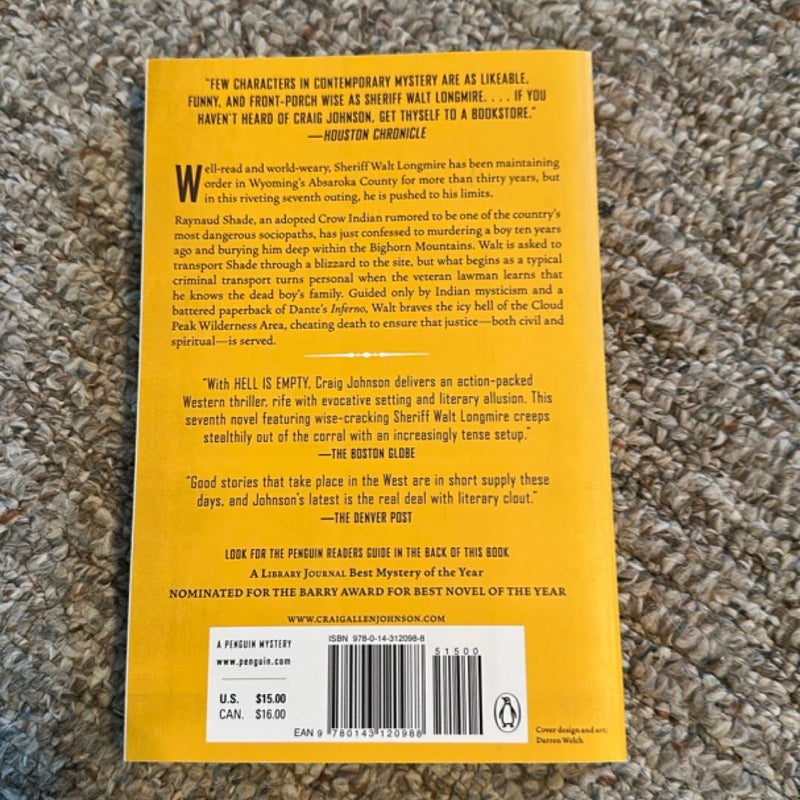 "FEW CHARACTERS IN CONTEMPORARY MYSTERY ARE AS LIKEABLE,
FUNNY, AND FRONT-PORCH WISE AS SHERIFF WALT LONGMIRE. . . . IF YOU
HAVEN'T HEARD OF CRAIG JOHNSON, GET THYSELF TO A BOOKSTORE."
—HOUSTON CHRONICLE
Well-read and world-weary, Sheriff Walt Longmire has been maintaining
order in Wyoming's Absaroka County for more than thirty years, but
in this riveting seventh outing, he is pushed to his limits.
Raynaud Shade, an adopted Crow Indian rumored to be one of the country's
most dangerous sociopaths, has just confessed to murdering a boy ten years
ago and burying him deep within the Bighorn Mountains. Walt is asked to
transport Shade through a blizzard to the site, but what begins as a typical
criminal transport turns personal when the veteran lawman learns that
he knows the dead boy's family. Guided only by Indian mysticism and a
battered paperback of Dante's Inferno, Walt braves the icy hell of the Cloud
Peak Wilderness Area, cheating death to ensure that justice—both civil and
spiritual—is served.
"With HELL IS EMPTY, Craig Johnson delivers an action-packed
Western thriller, rife with evocative setting and literary allusion. This
seventh novel featuring wise-cracking Sheriff Walt Longmire creeps
stealthily out of the corral with an increasingly tense setup."
—THE BOSTON GLOBE
"Good stories that take place in the West are in short supply these
days, and Johnson's latest is the real deal with literary clout."
—THE DENVER POST
LOOK FOR THE PENGUIN READERS GUIDE IN THE BACK OF THIS BOOK
A LIBRARY JOURNAL Best Mystery of the Year
NOMINATED FOR THE BARRY AWARD FOR BEST NOVEL OF THE YEAR
WWW.CRAIGALLENJOHNSON.COM
A PENGUIN MYSTERY
www.penguin.com
U.S. $15.00
CAN. $16.00
ISBN 978-0-14-312098-8
51500
EAN 9 780143 120988
Cover design and art:
Darren Welch